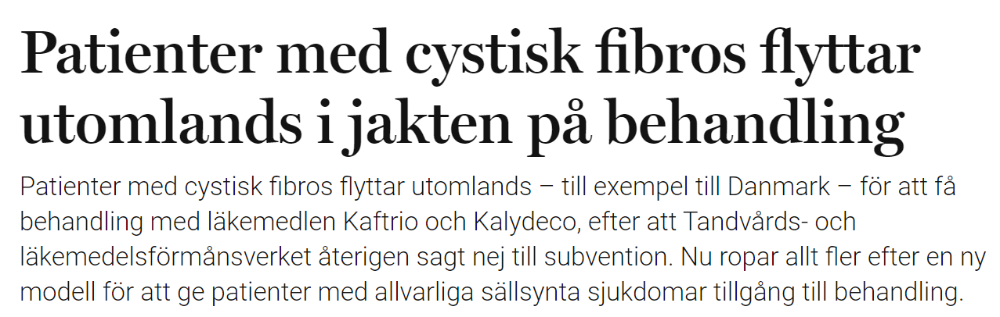 Patienter med cystisk fibros flyttar
utomlands i jakten på behandling
Patienter med cystisk fibros flyttar utomlands – till exempel till Danmark – för att få
behandling med läkemedlen Kaftrio och Kalydeco, efter att Tandvårds- och
läkemedelsförmånsverket återigen sagt nej till subvention. Nu ropar allt fler efter en ny
modell för att ge patienter med allvarliga sällsynta sjukdomar tillgång till behandling.